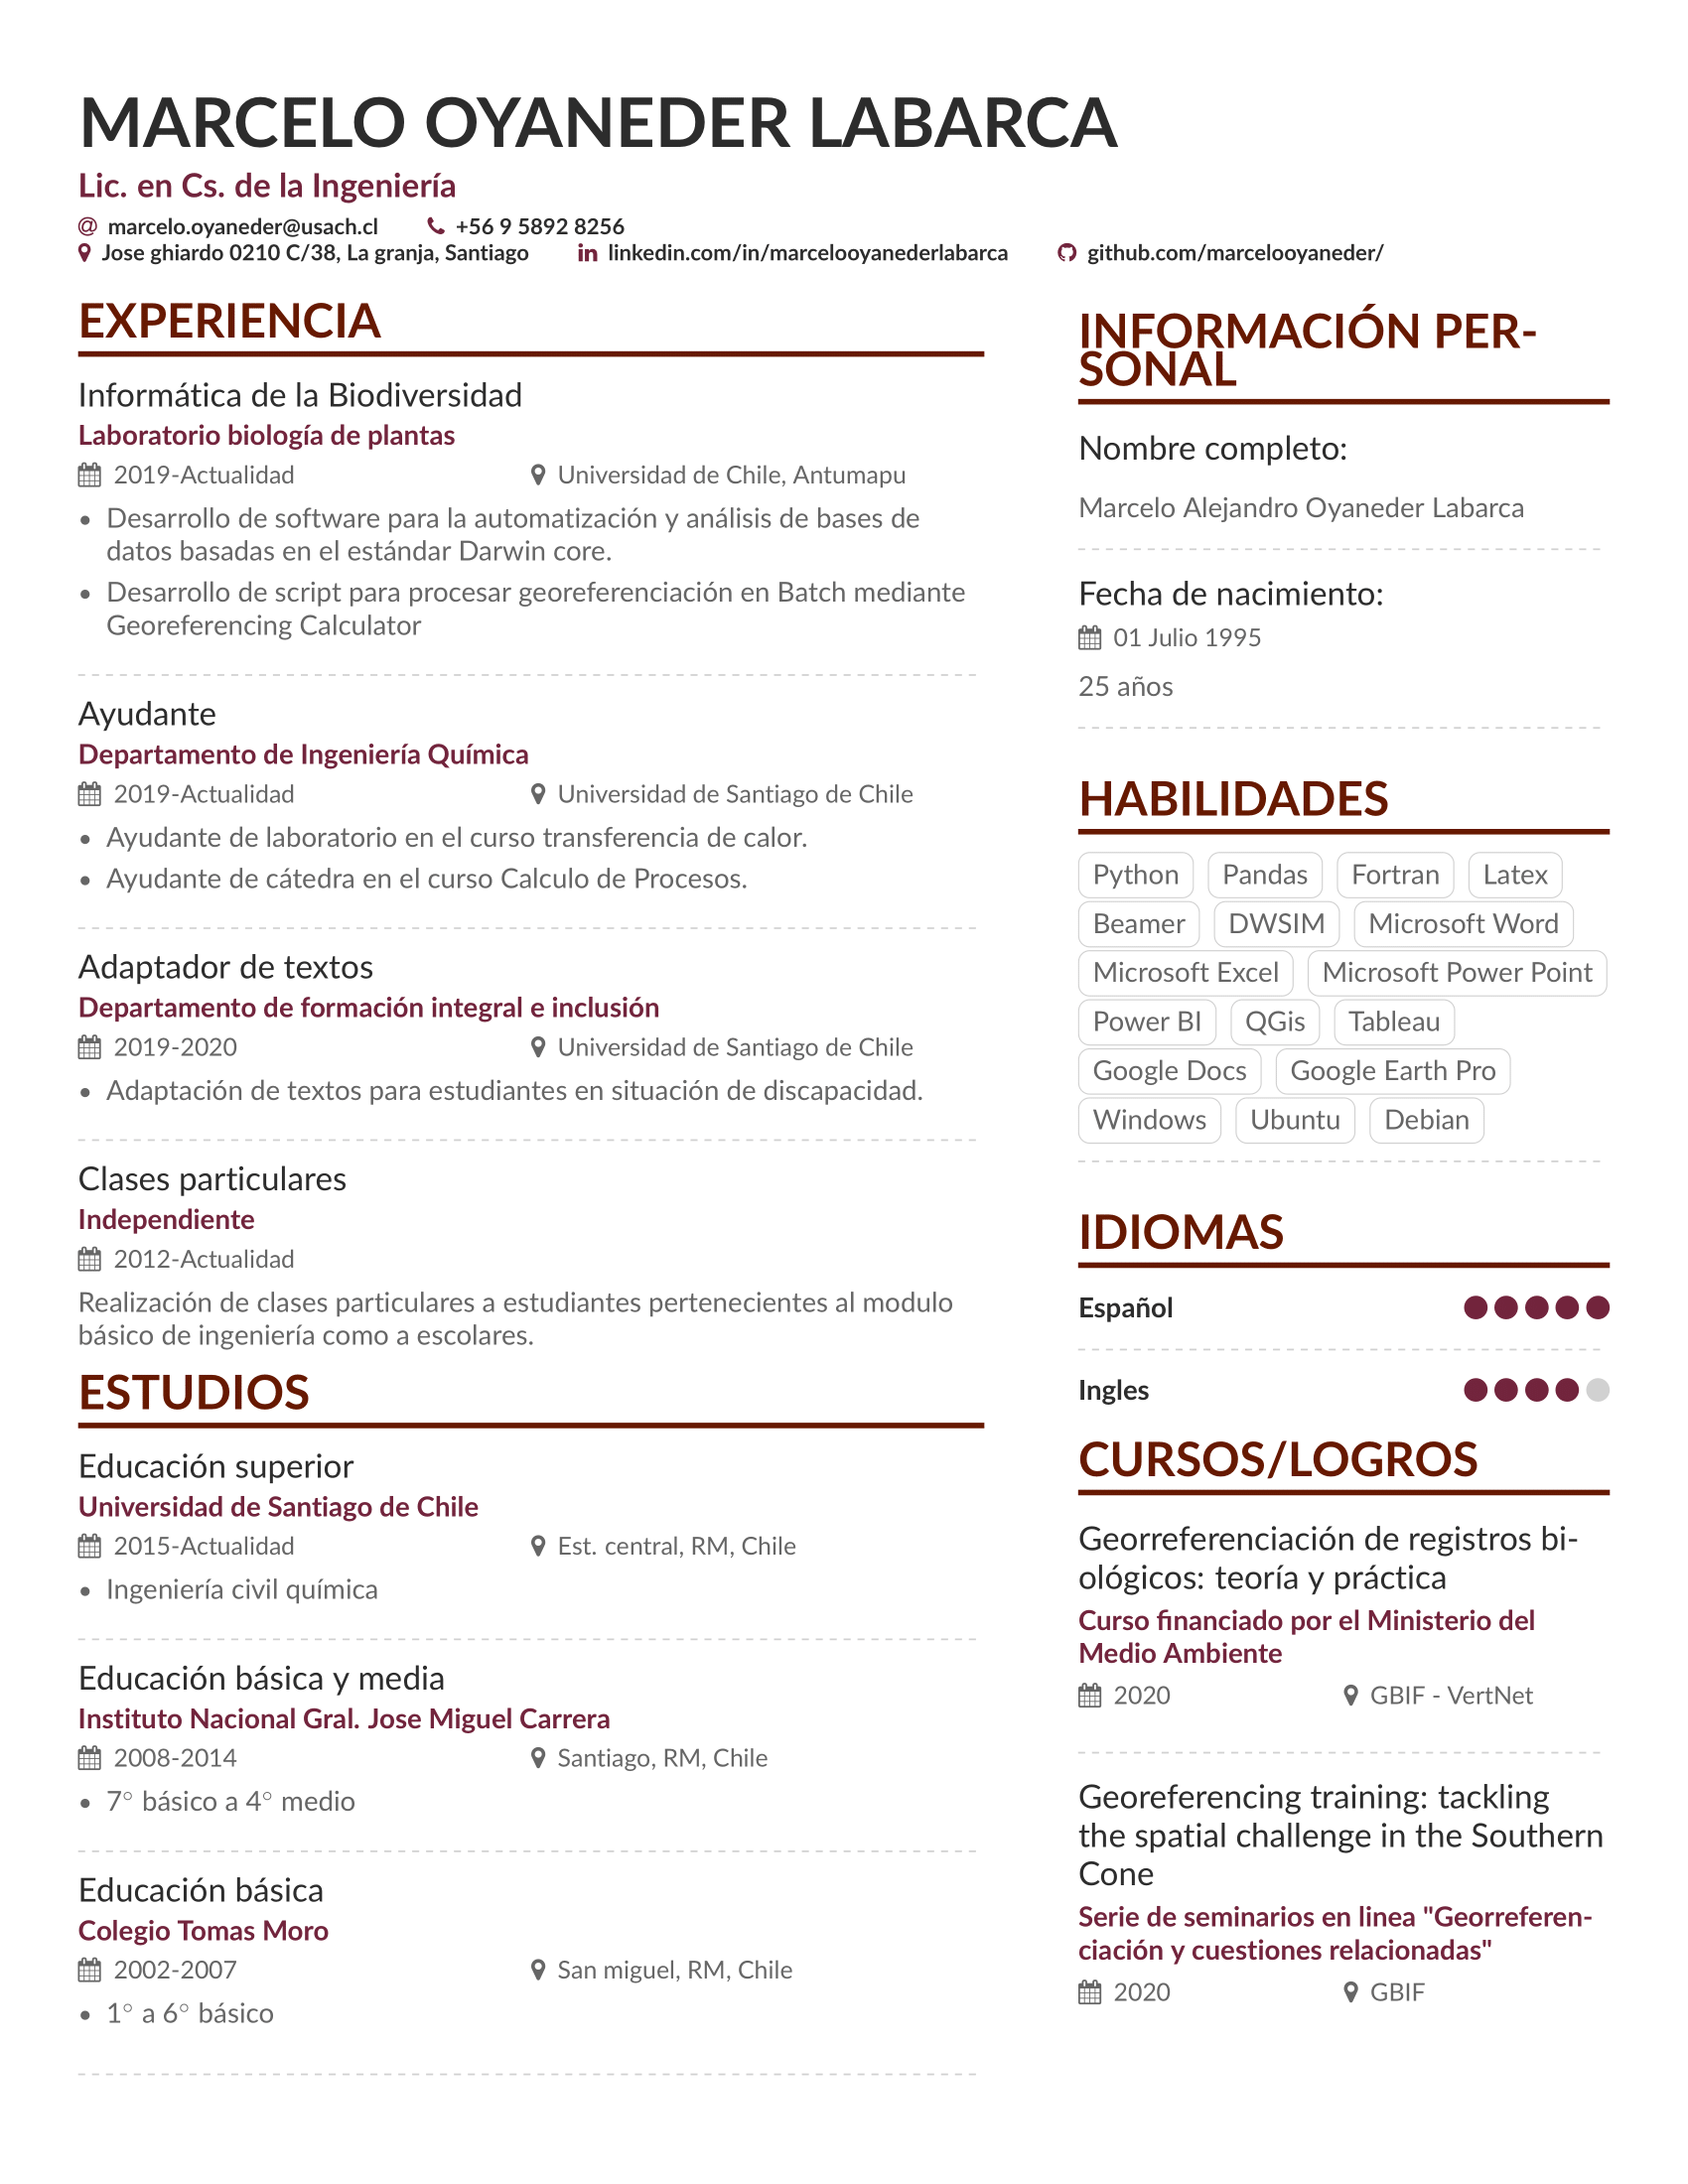 MARCELO OYANEDER LABARCA
Lic. en Cs. de la Ingeniería
marcelo.oyaneder@usach.cl +56 9 5892 8256
Jose ghiardo 0210 C/38, La granja, Santiago linkedin.com/in/marcelooyanederlabarca github.com/marcelooyaneder/
EXPERIENCIA
Informática de la Biodiversidad
Laboratorio biología de plantas
2019-Actualidad Universidad de Chile, Antumapu
• Desarrollo de software para la automatización y análisis de bases de
datos basadas en el estándar Darwin core.
• Desarrollo de script para procesar georeferenciación en Batch mediante
Georeferencing Calculator
Ayudante
Departamento de Ingeniería Química
2019-Actualidad Universidad de Santiago de Chile
• Ayudante de laboratorio en el curso transferencia de calor.
• Ayudante de cátedra en el curso Calculo de Procesos.
Adaptador de textos
Departamento de formación integral e inclusión
2019-2020 Universidad de Santiago de Chile
• Adaptación de textos para estudiantes en situación de discapacidad.
Clases particulares
Independiente
2012-Actualidad
Realización de clases particulares a estudiantes pertenecientes al modulo
básico de ingeniería como a escolares.
ESTUDIOS
Educación superior
Universidad de Santiago de Chile
2015-Actualidad Est. central, RM, Chile
• Ingeniería civil química
Educación básica y media
Instituto Nacional Gral. Jose Miguel Carrera
2008-2014 Santiago, RM, Chile
• 7° básico a 4° medio
Educación básica
Colegio Tomas Moro
2002-2007 San miguel, RM, Chile
• 1° a 6° básico
INFORMACIÓN PER-
SONAL
Nombre completo:
Marcelo Alejandro Oyaneder Labarca
Fecha de nacimiento:
01 Julio 1995
25 años
HABILIDADES
Python Pandas Fortran Latex
Beamer DWSIM Microsoft Word
Microsoft Excel Microsoft Power Point
Power BI QGis Tableau
Google Docs Google Earth Pro
Windows Ubuntu Debian
IDIOMAS
Español
Ingles
CURSOS/LOGROS
Georreferenciación de registros bi-
ológicos: teoría y práctica
Curso financiado por el Ministerio del
Medio Ambiente
2020 GBIF - VertNet
Georeferencing training: tackling
the spatial challenge in the Southern
Cone
Serie de seminarios en linea "Georreferen-
ciación y cuestiones relacionadas"
2020 GBIF